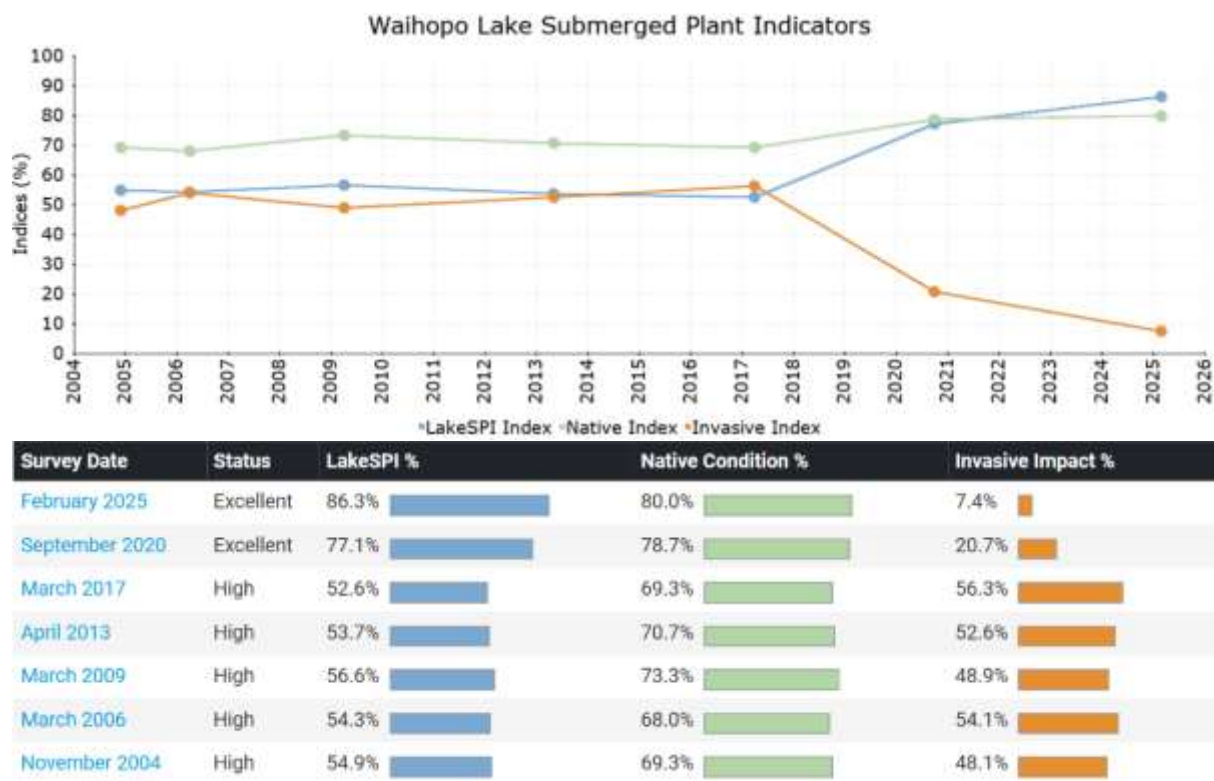 Waihopo Lake Submerged Plant Indicators
100
90
80
70
60
50
40
30
20
10
0
Indices (%)
2004 2005 2006 2007 2008 2009 2010 2011 2012 2013 2014 2015 2016 2017 2018 2019 2020 2021 2022 2023 2024 2025 2026
LakeSPI Index Native Index Invasive Index
Survey Date Status LakeSPI % Native Condition % Invasive Impact %
February 2025 Excellent 86.3% 80.0% 7.4%
September 2020 Excellent 77.1% 78.7% 20.7%
March 2017 High 52.6% 69.3% 56.3%
April 2013 High 53.7% 70.7% 52.6%
March 2009 High 56.6% 73.3% 48.9%
March 2006 High 54.3% 68.0% 54.1%
November 2004 High 54.9% 69.3% 48.1%